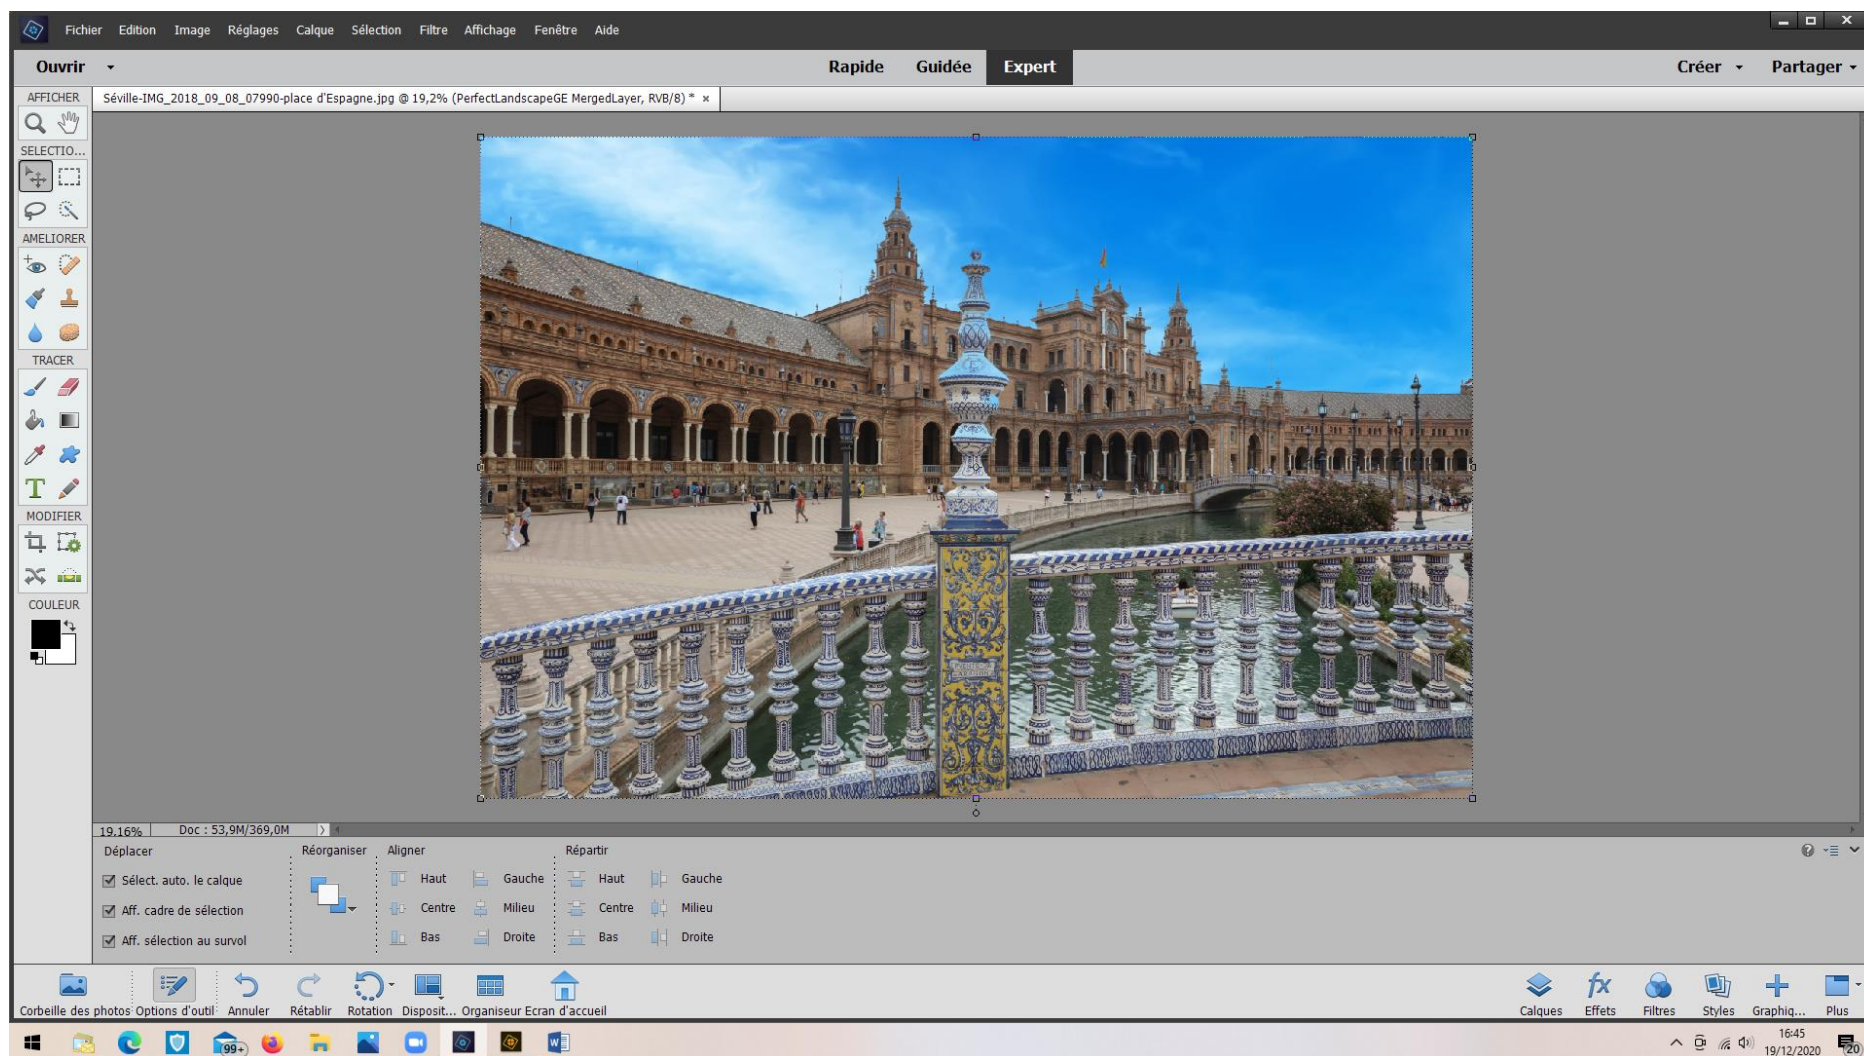 Fichier Edition Image Réglages Calque Sélection Filtre Affichage Fenêtre Aide
Ouvrir Rapide Guidée Expert Créer Partager
AFFICHER
Séville-IMG_2018_09_08_07990-place d'Espagne.jpg @ 19,2% (PerfectLandscapeGE MergedLayer, RVB/8) * ×
SELECTIO...
AMELIORER
TRACER
T
MODIFIER
COULEUR
19,16% Doc : 53,9M/369,0M
Déplacer Réorganiser Aligner Répartir
Sélect. auto. le calque Haut Gauche Haut Gauche
Aff. cadre de sélection Centre Milieu Centre Milieu
Aff. sélection au survol Bas Droite Bas Droite
Corbeille des photos Options d'outil Annuler Rétablir Rotation Disposit... Organiseur Ecran d'accueil Calques Effets Filtres Styles Graphiq... Plus
fx
99+
16:45
19/12/2020
20